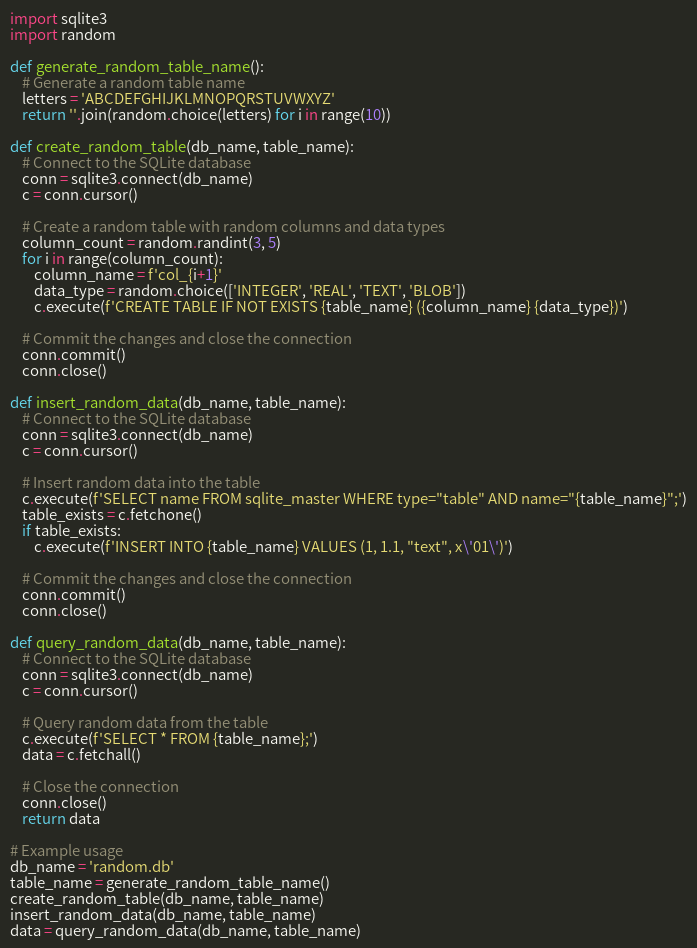 import sqlite3
import random

def generate_random_table_name():
    # Generate a random table name
    letters = 'ABCDEFGHIJKLMNOPQRSTUVWXYZ'
    return ''.join(random.choice(letters) for i in range(10))

def create_random_table(db_name, table_name):
    # Connect to the SQLite database
    conn = sqlite3.connect(db_name)
    c = conn.cursor()

    # Create a random table with random columns and data types
    column_count = random.randint(3, 5)
    for i in range(column_count):
        column_name = f'col_{i+1}'
        data_type = random.choice(['INTEGER', 'REAL', 'TEXT', 'BLOB'])
        c.execute(f'CREATE TABLE IF NOT EXISTS {table_name} ({column_name} {data_type})')

    # Commit the changes and close the connection
    conn.commit()
    conn.close()

def insert_random_data(db_name, table_name):
    # Connect to the SQLite database
    conn = sqlite3.connect(db_name)
    c = conn.cursor()

    # Insert random data into the table
    c.execute(f'SELECT name FROM sqlite_master WHERE type="table" AND name="{table_name}";')
    table_exists = c.fetchone()
    if table_exists:
        c.execute(f'INSERT INTO {table_name} VALUES (1, 1.1, "text", x\'01\')')

    # Commit the changes and close the connection
    conn.commit()
    conn.close()

def query_random_data(db_name, table_name):
    # Connect to the SQLite database
    conn = sqlite3.connect(db_name)
    c = conn.cursor()

    # Query random data from the table
    c.execute(f'SELECT * FROM {table_name};')
    data = c.fetchall()

    # Close the connection
    conn.close()
    return data

# Example usage
db_name = 'random.db'
table_name = generate_random_table_name()
create_random_table(db_name, table_name)
insert_random_data(db_name, table_name)
data = query_random_data(db_name, table_name)